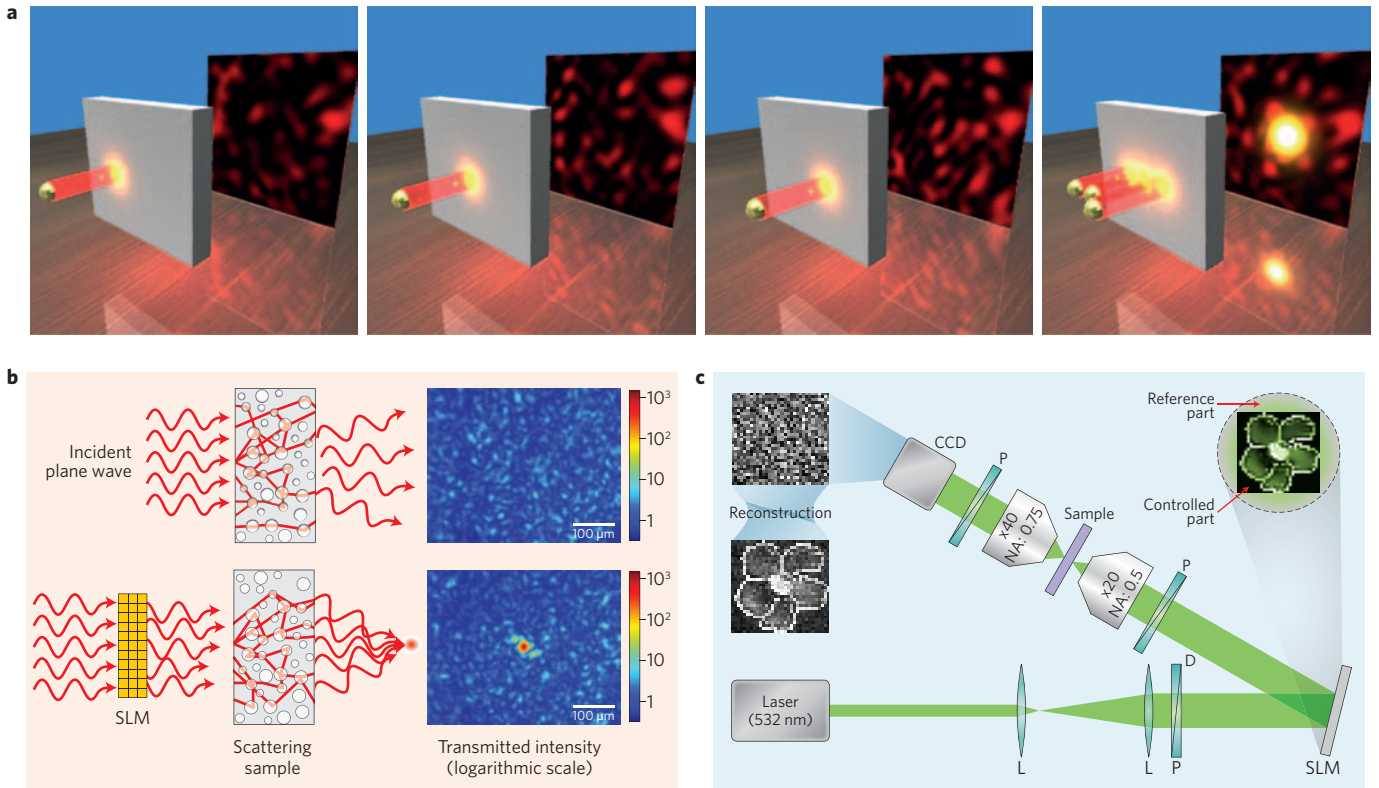 a
b
Incident
plane wave
10³
10²
10
1
100 µm
SLM
10³
10²
10
1
100 µm
Scattering
sample
Transmitted intensity
(logarithmic scale)
c
Reference
part
Controlled
part
CCD
P
x40
NA: 0.75
Sample
x20
NA: 0.5
P
Reconstruction
Laser
(532 nm)
D
L
L
P
SLM